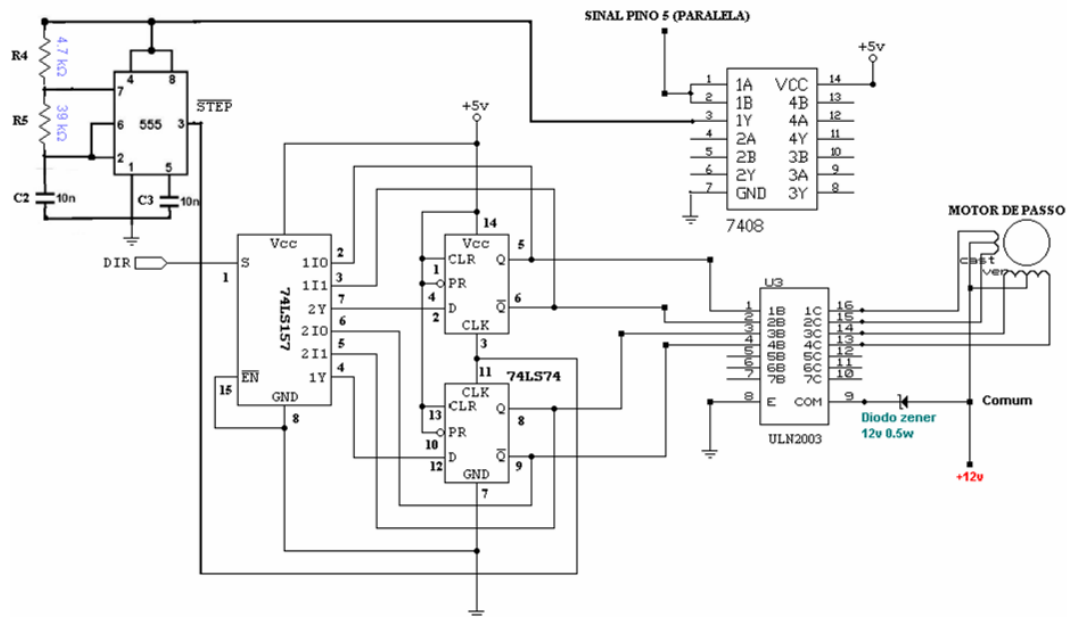 SINAL PINO 5 (PARALELA)
R4
4.7 kΩ
R5
39 kΩ
C2
10n
C3
10n
4
8
7
6
2
1
5
3
555
STEP
DIR
+5v
1
S
Vcc
1I0
2
1I1
3
2Y
7
2I0
6
2I1
5
1Y
4
15
EN
GND
8
74LS157
14
Vcc
1
CLR
4
PR
2
D
CLK
3
Q
5
Q
6
74LS74
11
CLK
13
CLR
10
PR
12
D
GND
7
Q
8
Q
9
+5v
1
1A
VCC
14
2
1B
4B
13
3
1Y
4A
12
4
2A
4Y
11
5
2B
3B
10
6
2Y
3A
9
7
GND
3Y
8
7408
MOTOR DE PASSO
cast
ver
U3
1
1B
1C
16
2
2B
2C
15
3
3B
3C
14
4
4B
4C
13
5
5B
5C
12
6
6B
6C
11
7
7B
7C
10
8
E
COM
9
ULN2003
Diodo zener
12v 0.5w
Comum
+12v